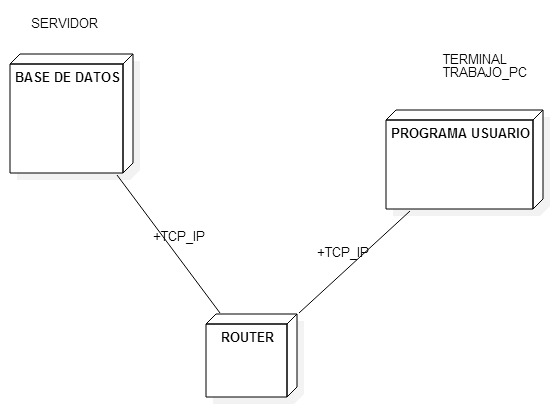 SERVIDOR
BASE DE DATOS
TERMINAL
TRABAJO_PC
PROGRAMA USUARIO
+TCP_IP
+TCP_IP
ROUTER